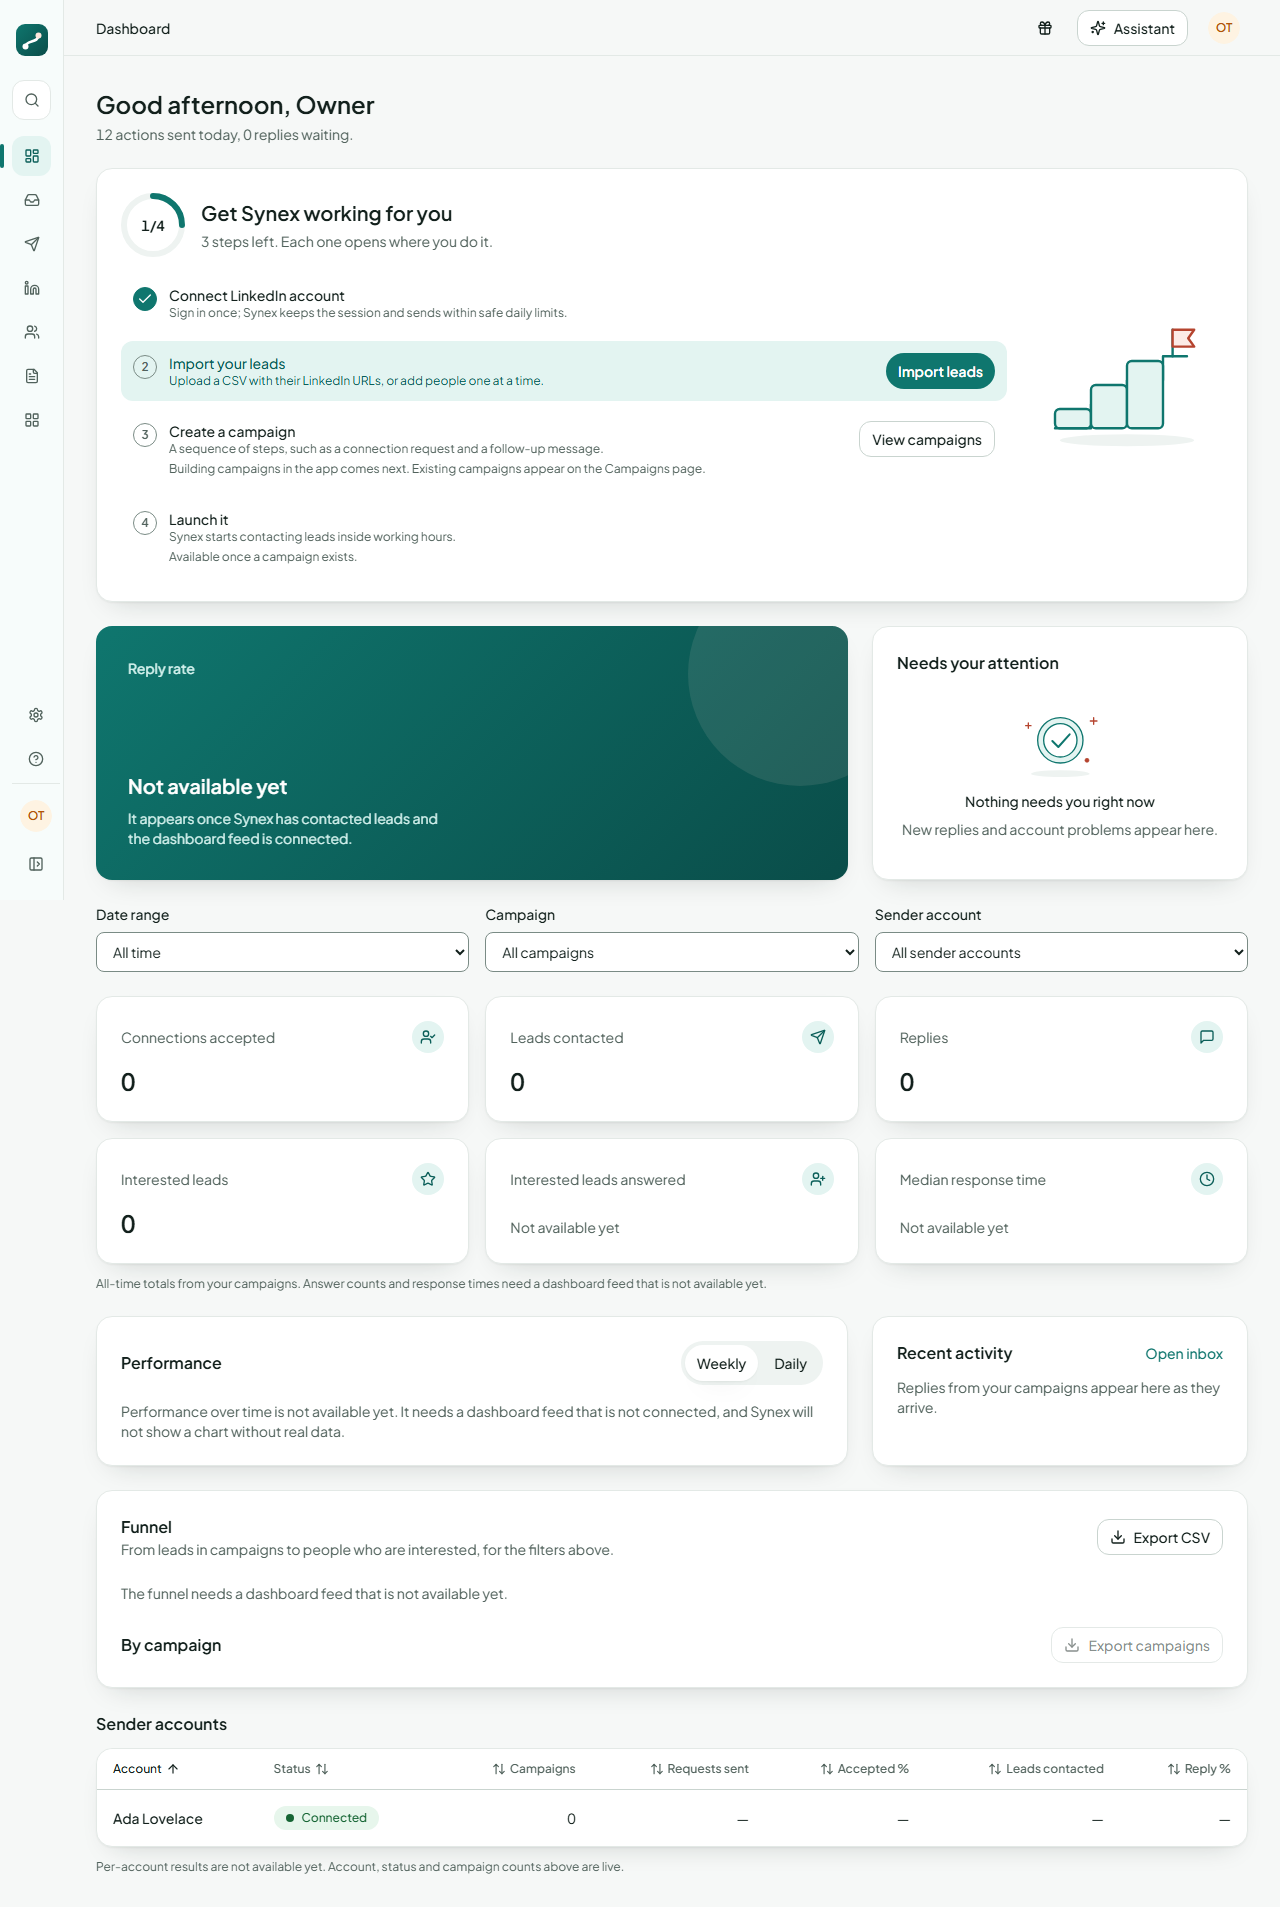 Dashboard
Assistant
OT
Good afternoon, Owner
12 actions sent today, 0 replies waiting.
1/4
Get Synex working for you
3 steps left. Each one opens where you do it.
Connect LinkedIn account
Sign in once; Synex keeps the session and sends within safe daily limits.
2
Import your leads
Upload a CSV with their LinkedIn URLs, or add people one at a time.
Import leads
3
Create a campaign
A sequence of steps, such as a connection request and a follow-up message.
Building campaigns in the app comes next. Existing campaigns appear on the Campaigns page.
View campaigns
4
Launch it
Synex starts contacting leads inside working hours.
Available once a campaign exists.
Reply rate
Not available yet
It appears once Synex has contacted leads and
the dashboard feed is connected.
Needs your attention
Nothing needs you right now
New replies and account problems appear here.
OT
Date range
Campaign
Sender account
All time
All campaigns
All sender accounts
Connections accepted
0
Leads contacted
0
Replies
0
Interested leads
0
Interested leads answered
Not available yet
Median response time
Not available yet
All-time totals from your campaigns. Answer counts and response times need a dashboard feed that is not available yet.
Performance
Weekly
Daily
Performance over time is not available yet. It needs a dashboard feed that is not connected, and Synex will
not show a chart without real data.
Recent activity
Open inbox
Replies from your campaigns appear here as they
arrive.
Funnel
From leads in campaigns to people who are interested, for the filters above.
Export CSV
The funnel needs a dashboard feed that is not available yet.
By campaign
Export campaigns
Sender accounts
Account
Status
Campaigns
Requests sent
Accepted %
Leads contacted
Reply %
Ada Lovelace
Connected
0
—
—
—
—
Per-account results are not available yet. Account, status and campaign counts above are live.